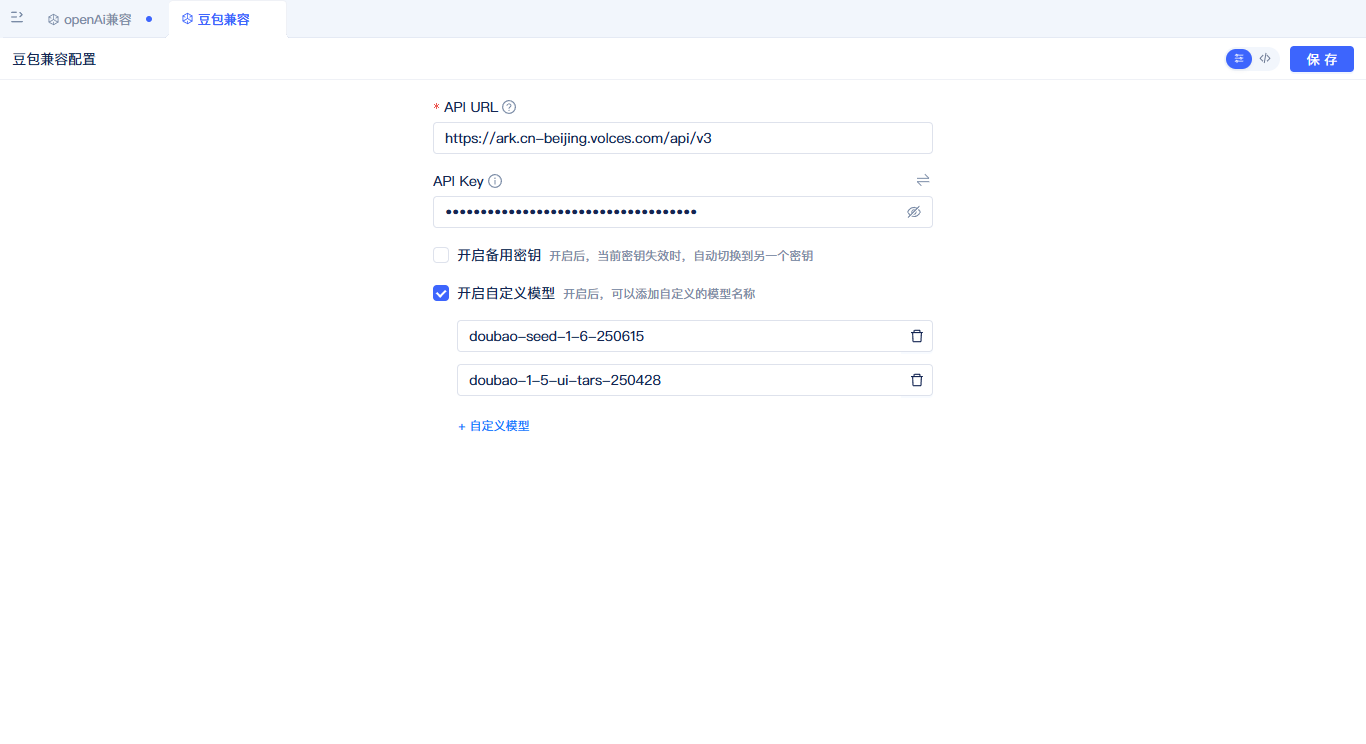 openAi兼容
豆包兼容
豆包兼容配置
保 存
* API URL
https://ark.cn-beijing.volces.com/api/v3
API Key
••••••••••••••••••••••••••••••••••••
开启备用密钥 开启后，当前密钥失效时，自动切换到另一个密钥
开启自定义模型 开启后，可以添加自定义的模型名称
doubao-seed-1-6-250615
doubao-1-5-ui-tars-250428
+ 自定义模型